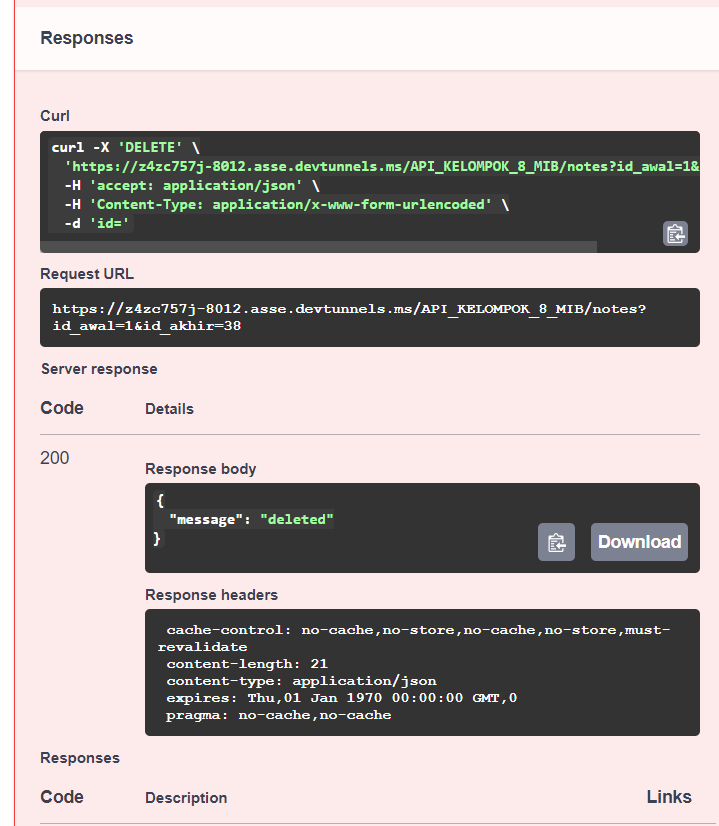 Responses
Curl
curl -X 'DELETE' \
'https://z4zc757j-8012.asse.devtunnels.ms/API_KELOMPOK_8_MIB/notes?id_awal=1&
-H 'accept: application/json' \
-H 'Content-Type: application/x-www-form-urlencoded' \
-d 'id='
Request URL
https://z4zc757j-8012.asse.devtunnels.ms/API_KELOMPOK_8_MIB/notes?
id_awal=1&id_akhir=38
Server response
Code Details
200
Response body
{
"message": "deleted"
}
Download
Response headers
cache-control: no-cache,no-store,no-cache,no-store,must-
revalidate
content-length: 21
content-type: application/json
expires: Thu,01 Jan 1970 00:00:00 GMT,0
pragma: no-cache,no-cache
Responses
Code Description Links